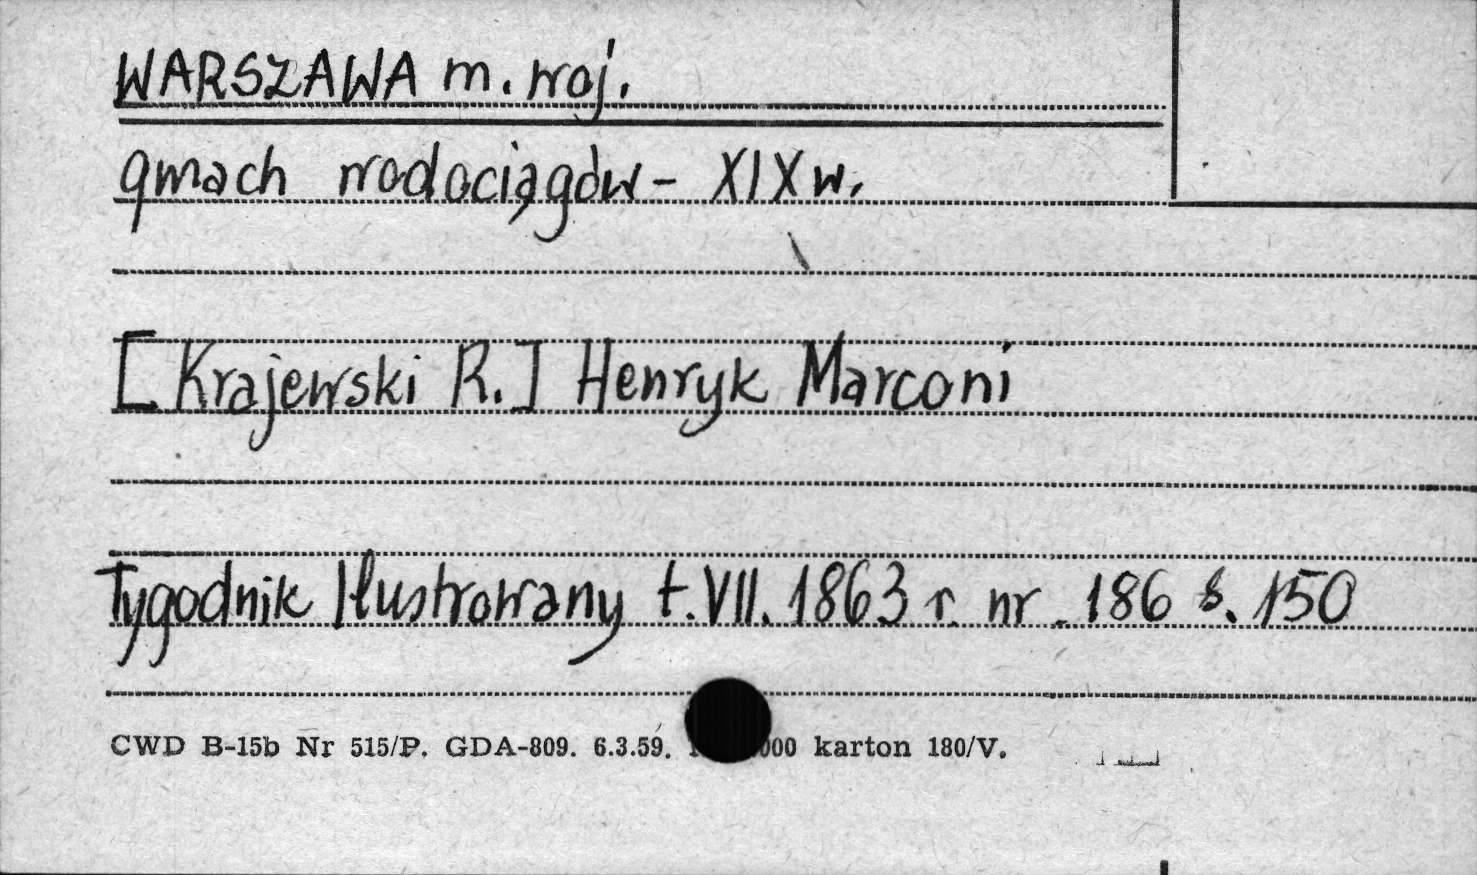 WARSZAWA m. woj.
gmach wodociągów - XIX w.
[Krajewski R.] Henryk Marconi
Tygodnik Ilustrowany t. VII. 1863 r. nr. 186 s. 150
CWD B-15b Nr 515/P. GDA-809. 6.3.59. 000 karton 180/V.